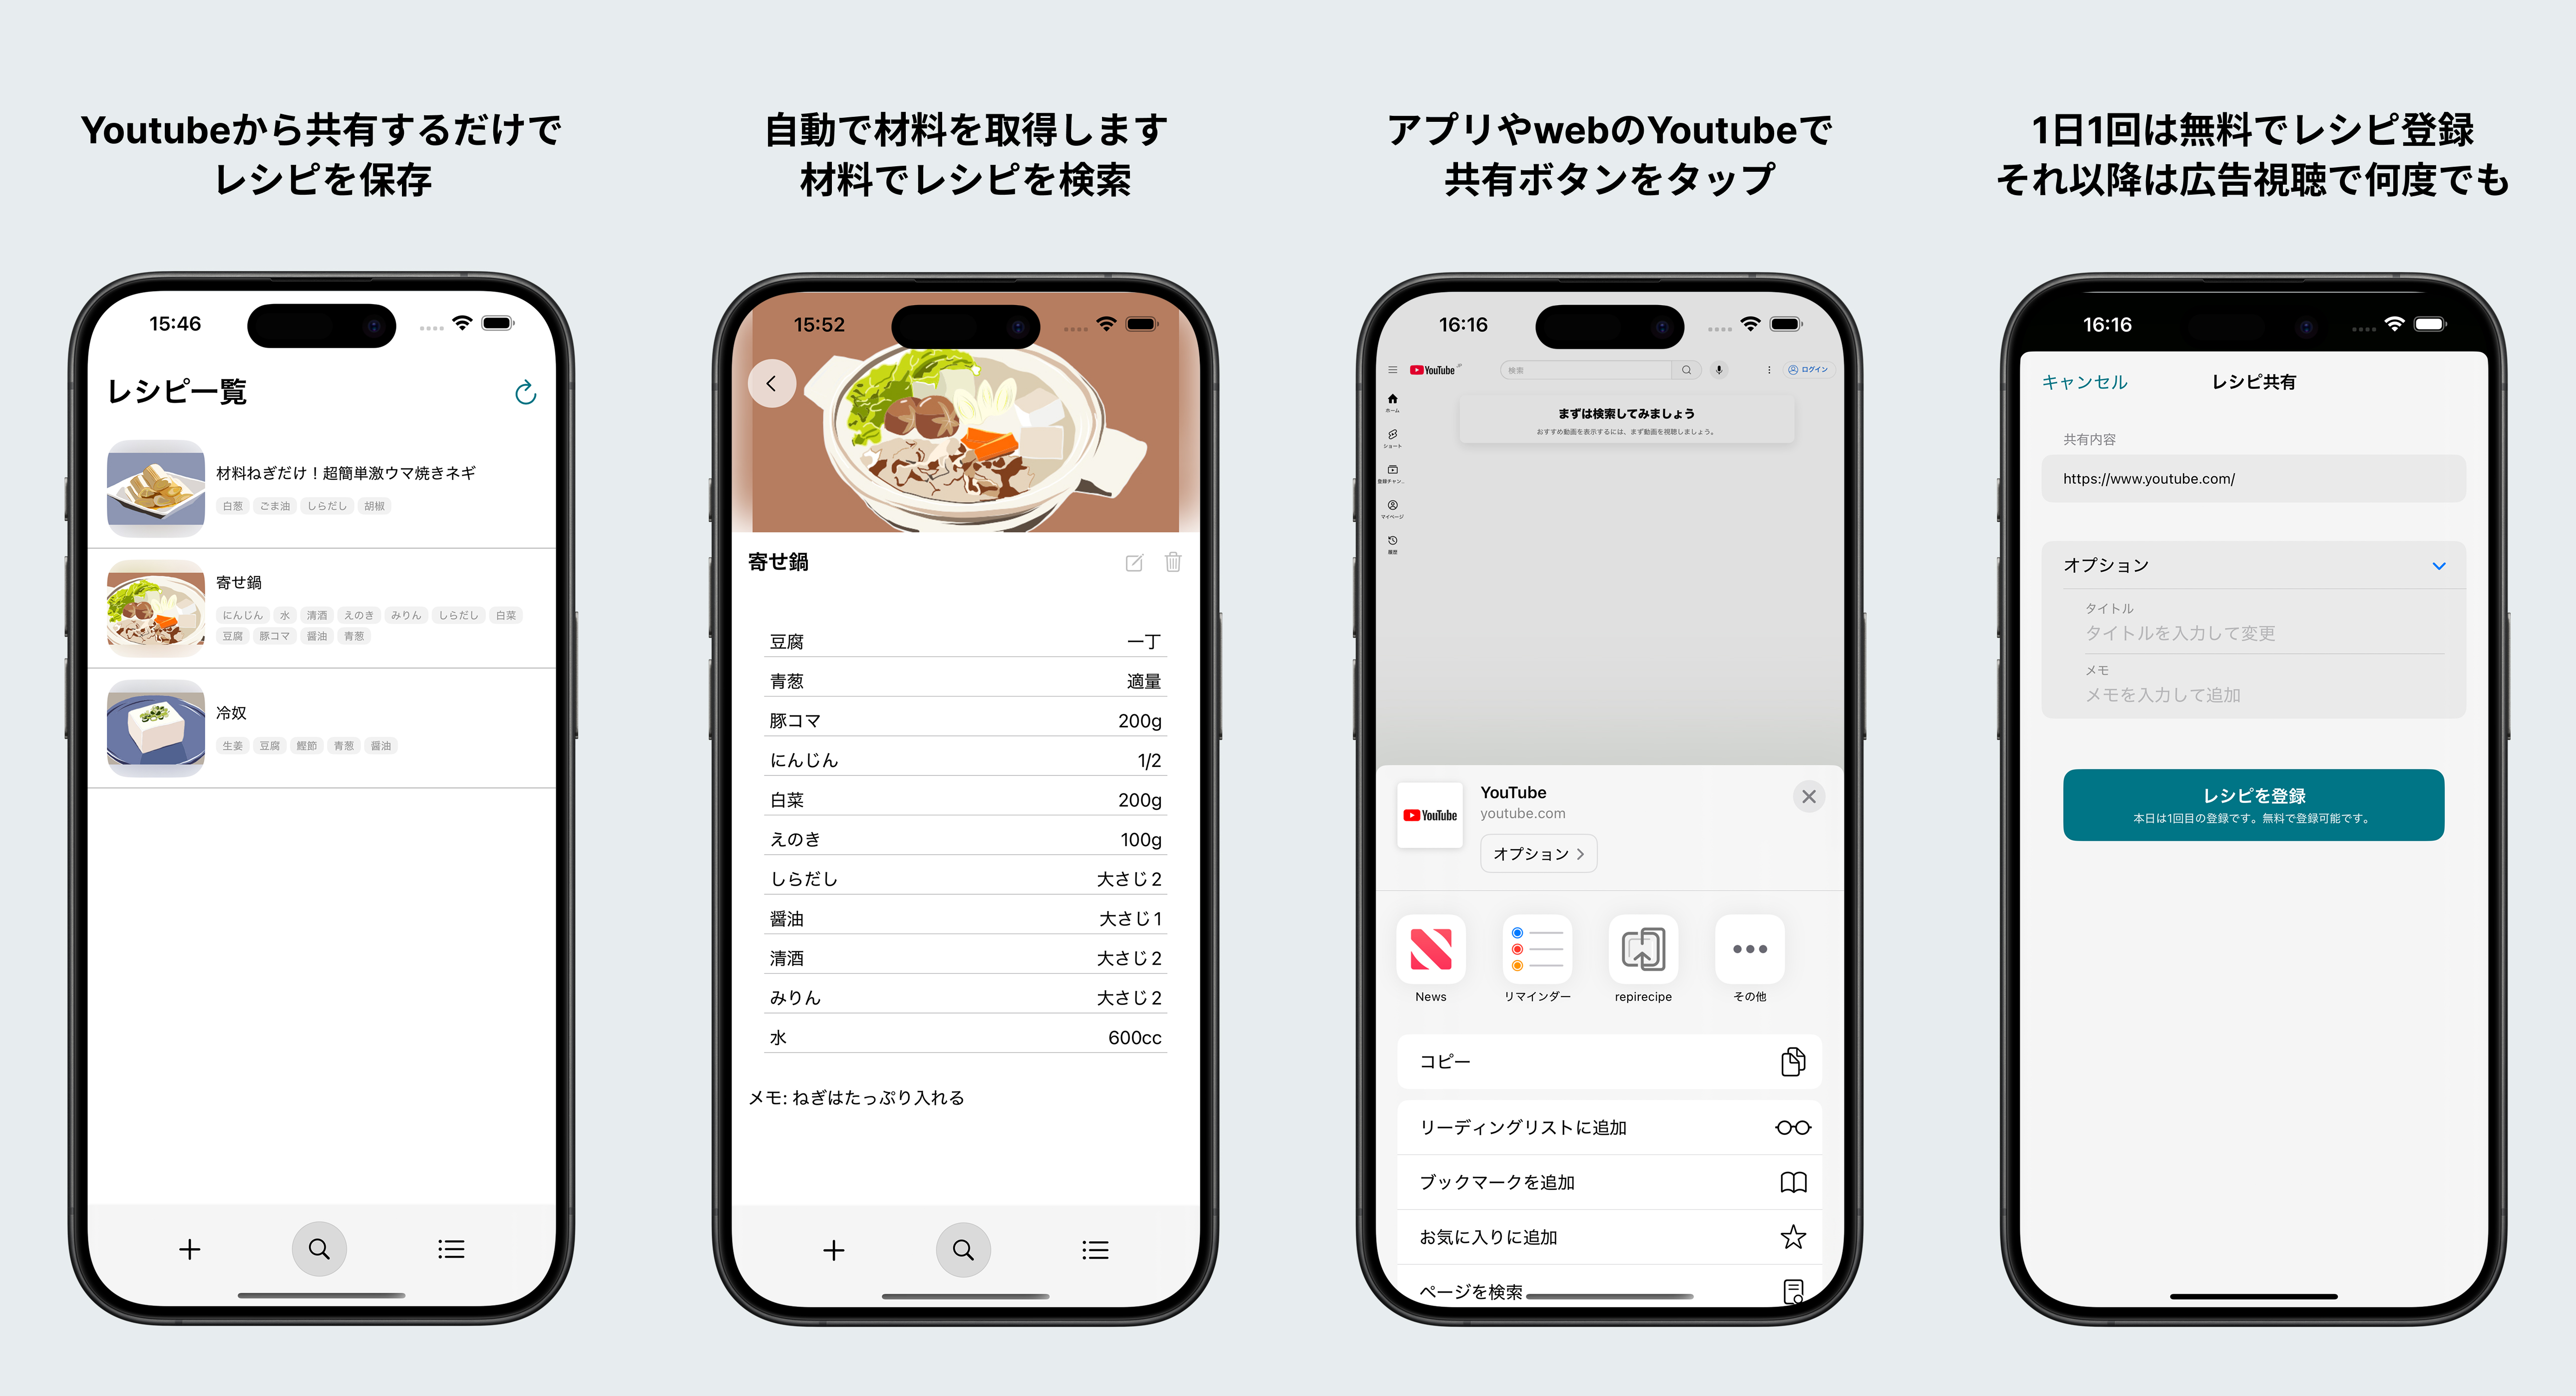 Youtubeから共有するだけで
レシピを保存
15:46
レシピ一覧
材料ねぎだけ！超簡単激ウマ焼きネギ
白葱 ごま油 しらだし 胡椒
寄せ鍋
にんじん 水 清酒 えのき みりん しらだし 白菜
豆腐 豚コマ 醤油 青葱
冷奴
生姜 豆腐 鰹節 青葱 醤油
自動で材料を取得します
材料でレシピを検索
15:52
寄せ鍋
豆腐 一丁
青葱 適量
豚コマ 200g
にんじん 1/2
白菜 200g
えのき 100g
しらだし 大さじ2
醤油 大さじ1
清酒 大さじ2
みりん 大さじ2
水 600cc
メモ: ねぎはたっぷり入れる
アプリやwebのYoutubeで
共有ボタンをタップ
16:16
YouTube JP 検索 ログイン
ホーム
ショート
登録チャン..
マイページ
履歴
まずは検索してみましょう
おすすめ動画を表示するには、まず動画を視聴しましょう。
YouTube
YouTube
youtube.com
オプション
News リマインダー repirecipe その他
コピー
リーディングリストに追加
ブックマークを追加
お気に入りに追加
ページを検索
1日1回は無料でレシピ登録
それ以降は広告視聴で何度でも
16:16
キャンセル レシピ共有
共有内容
https://www.youtube.com/
オプション
タイトル
タイトルを入力して変更
メモ
メモを入力して追加
レシピを登録
本日は1回目の登録です。無料で登録可能です。